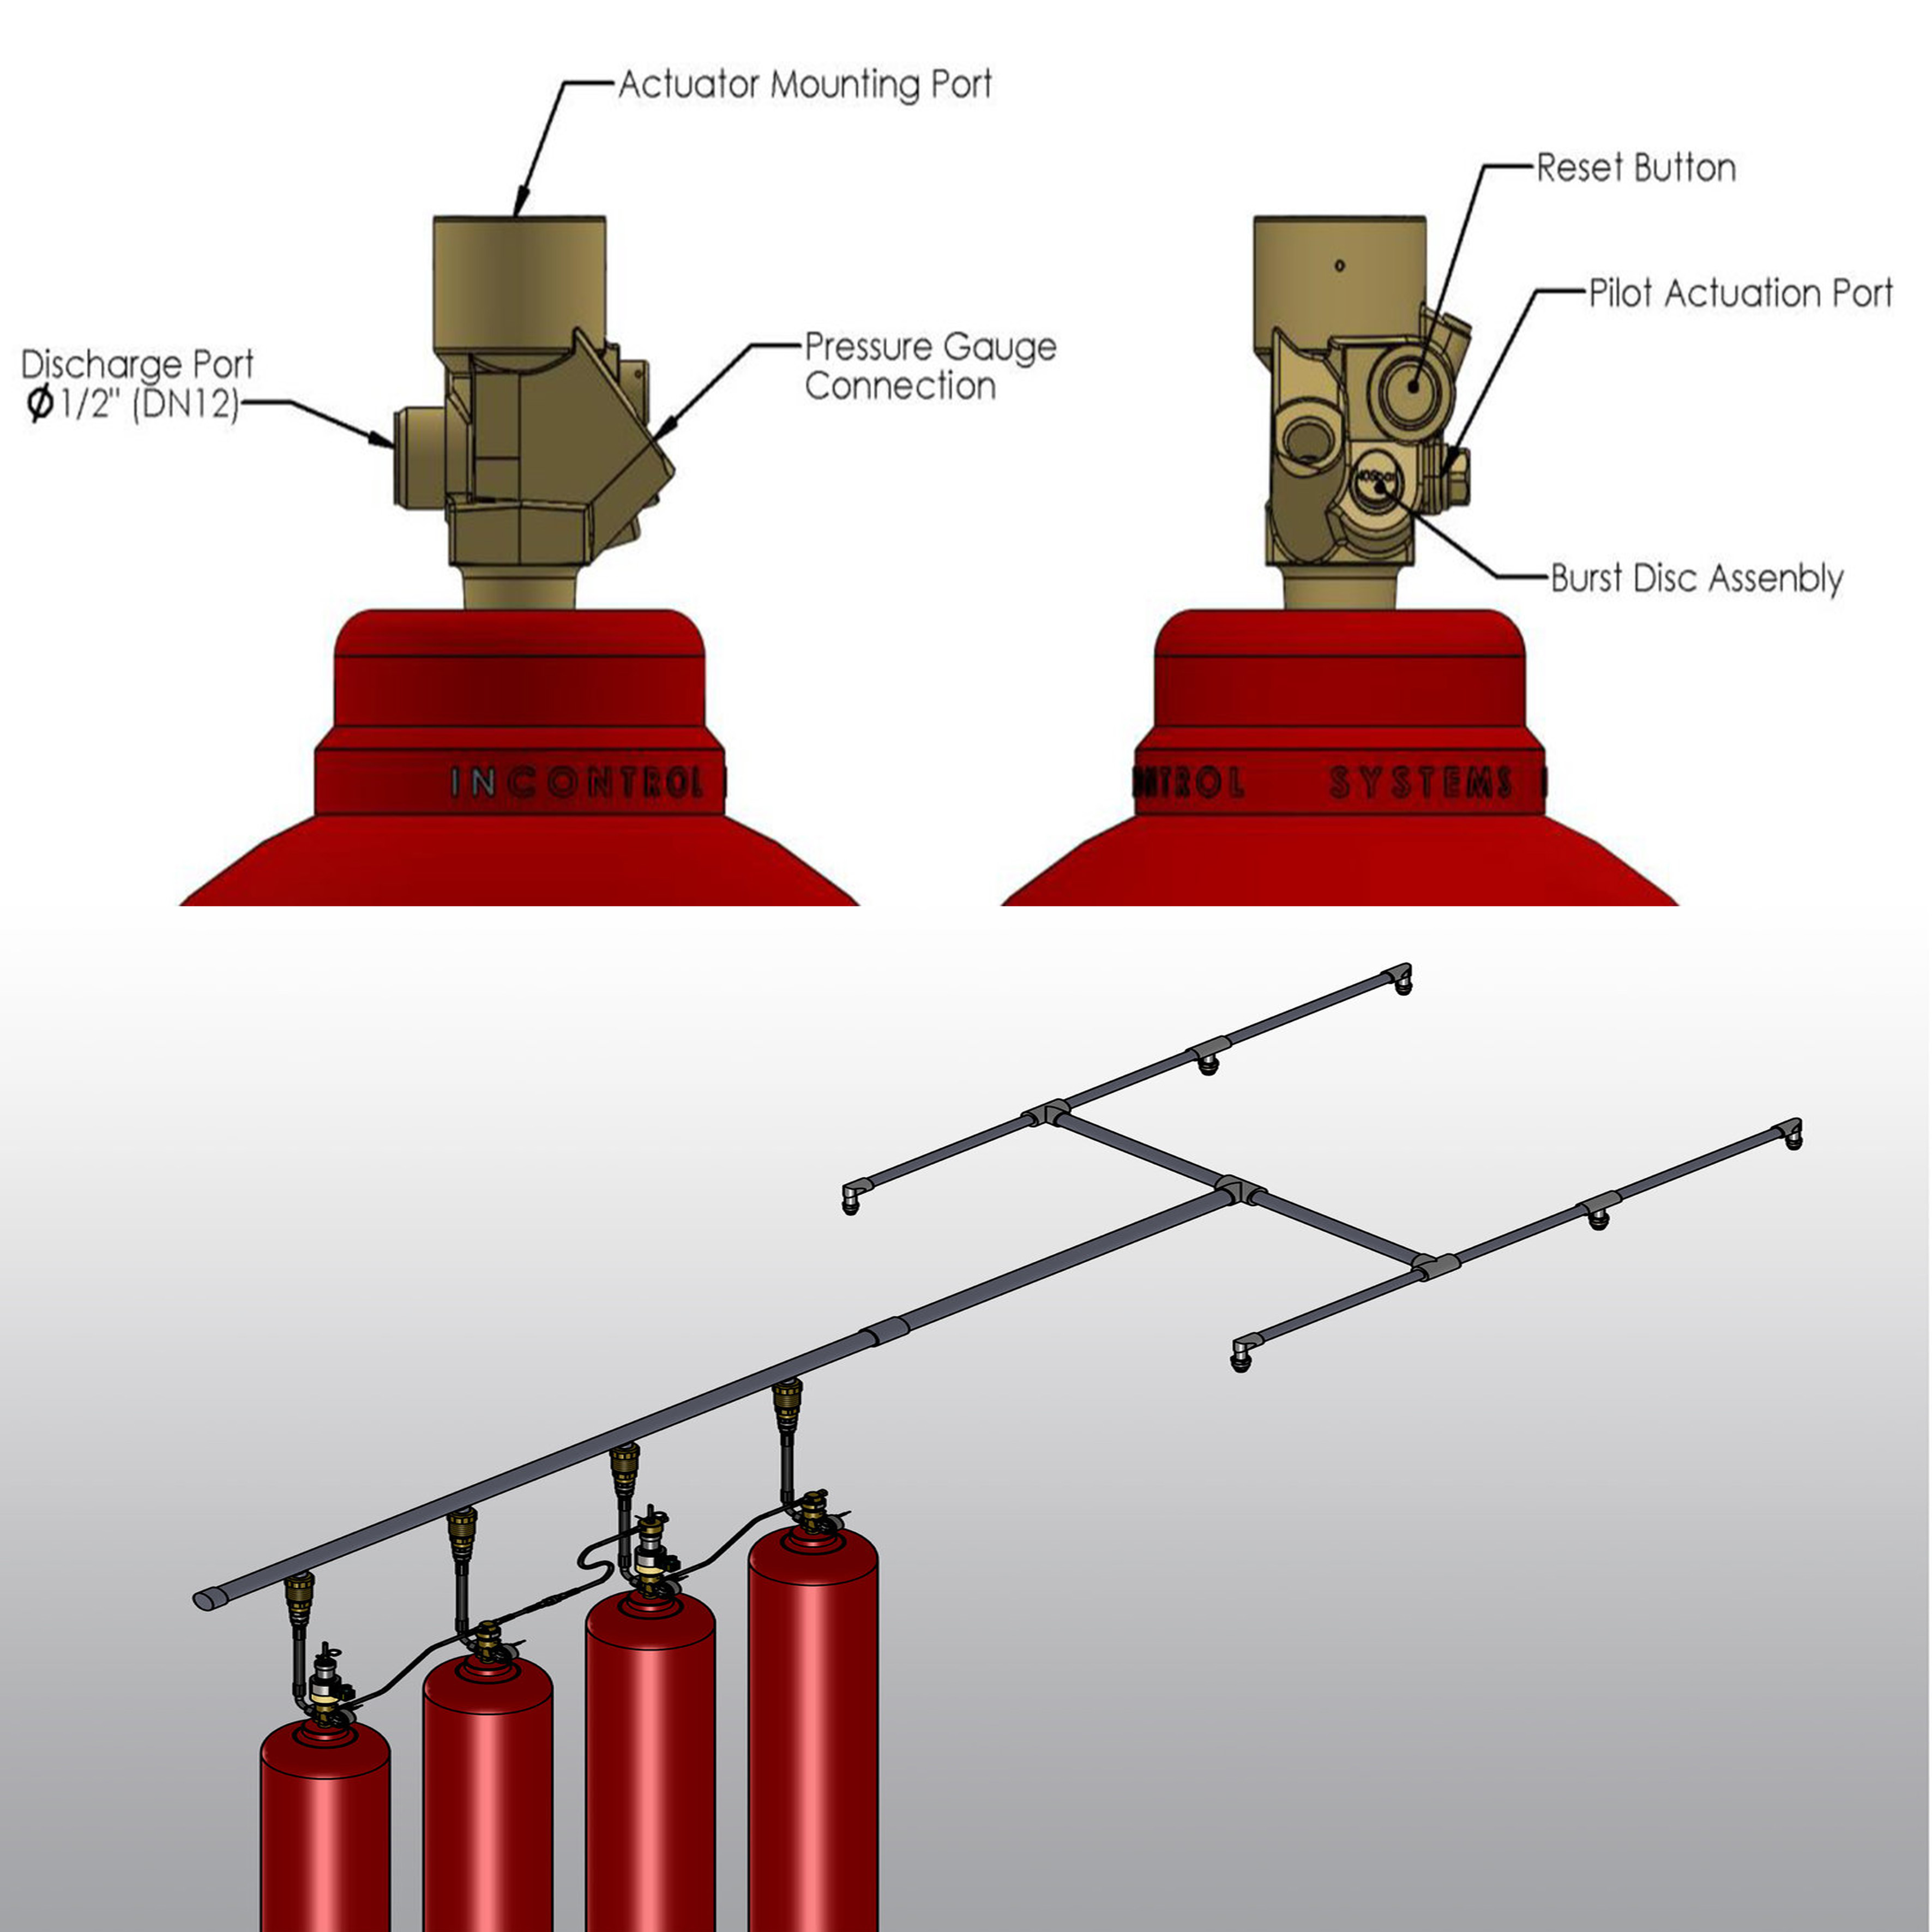 Actuator Mounting Port
Reset Button
Pilot Actuation Port
Discharge Port
Ø 1/2" (DN12)
Pressure Gauge
Connection
Burst Disc Assenbly
INCONTROL
NTROL SYSTEMS